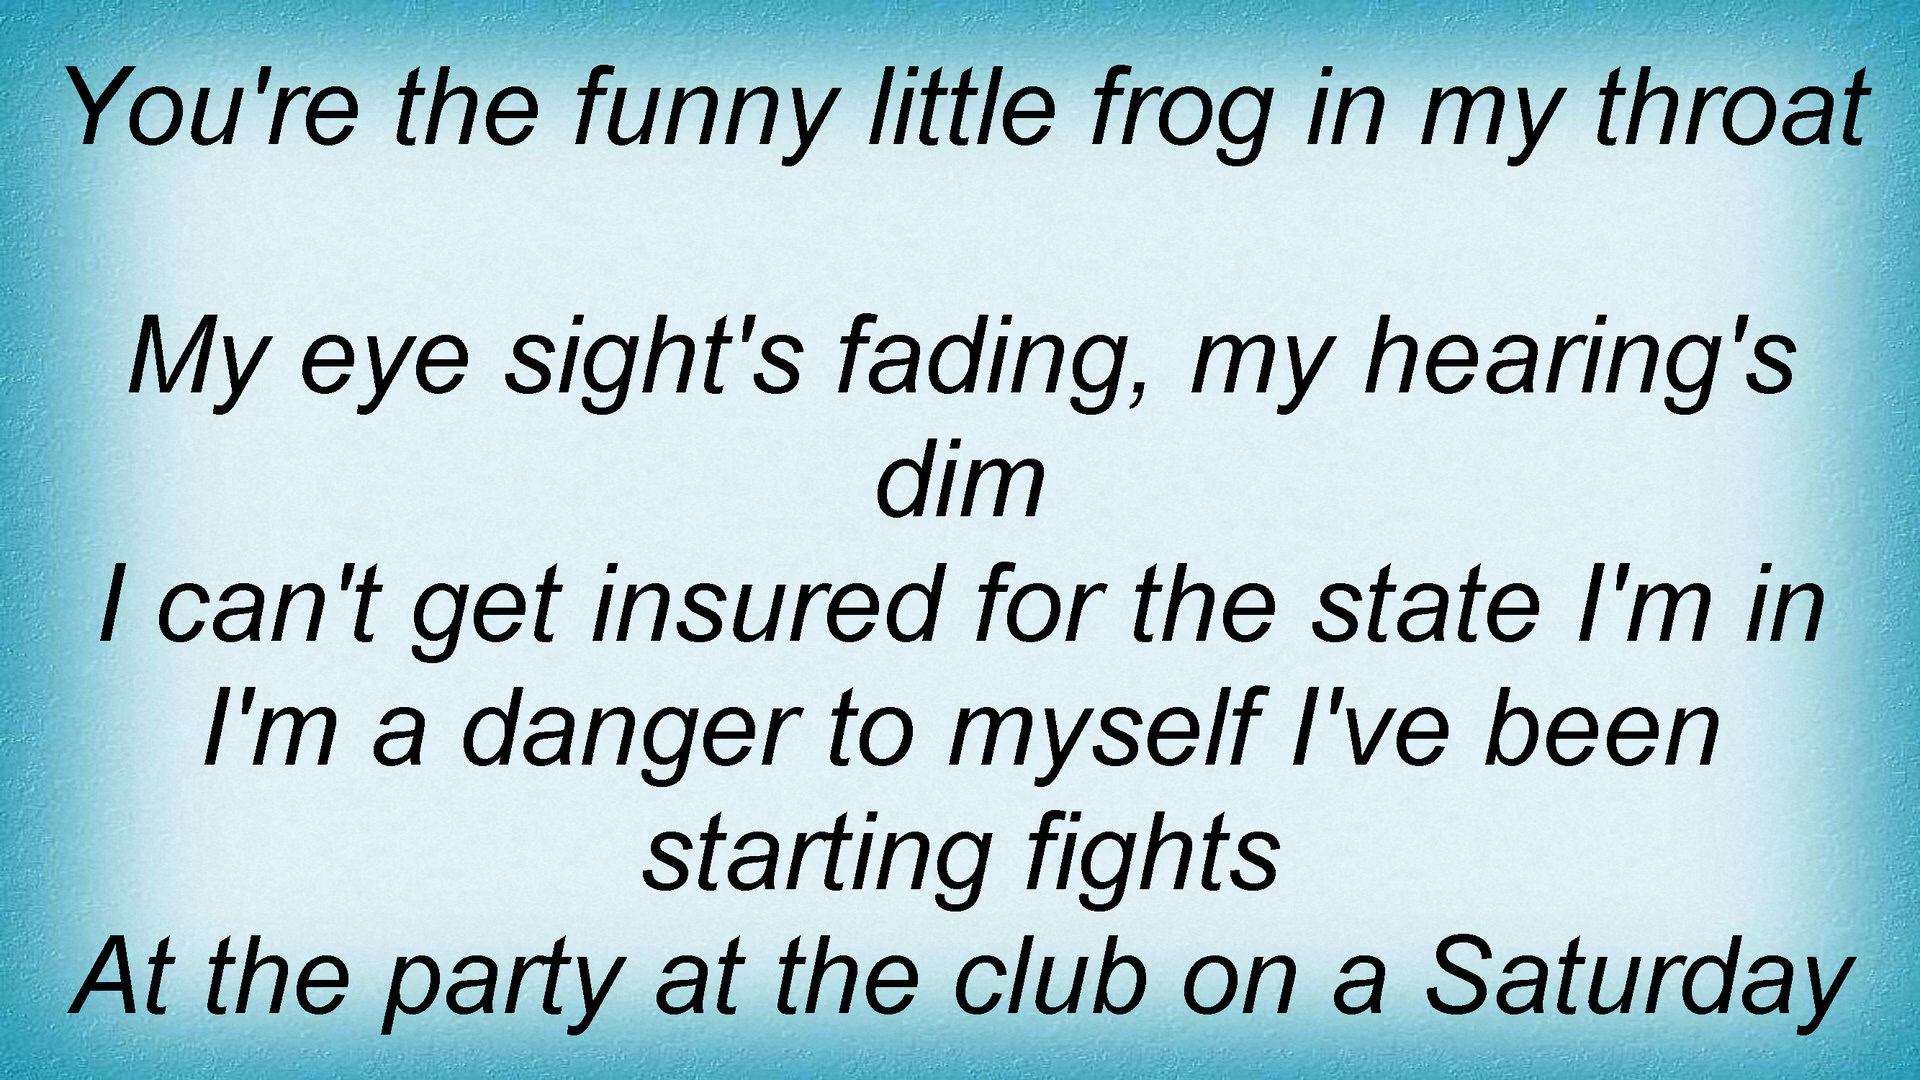 You're the funny little frog in my throat
My eye sight's fading, my hearing's
dim
I can't get insured for the state I'm in
I'm a danger to myself I've been
starting fights
At the party at the club on a Saturday